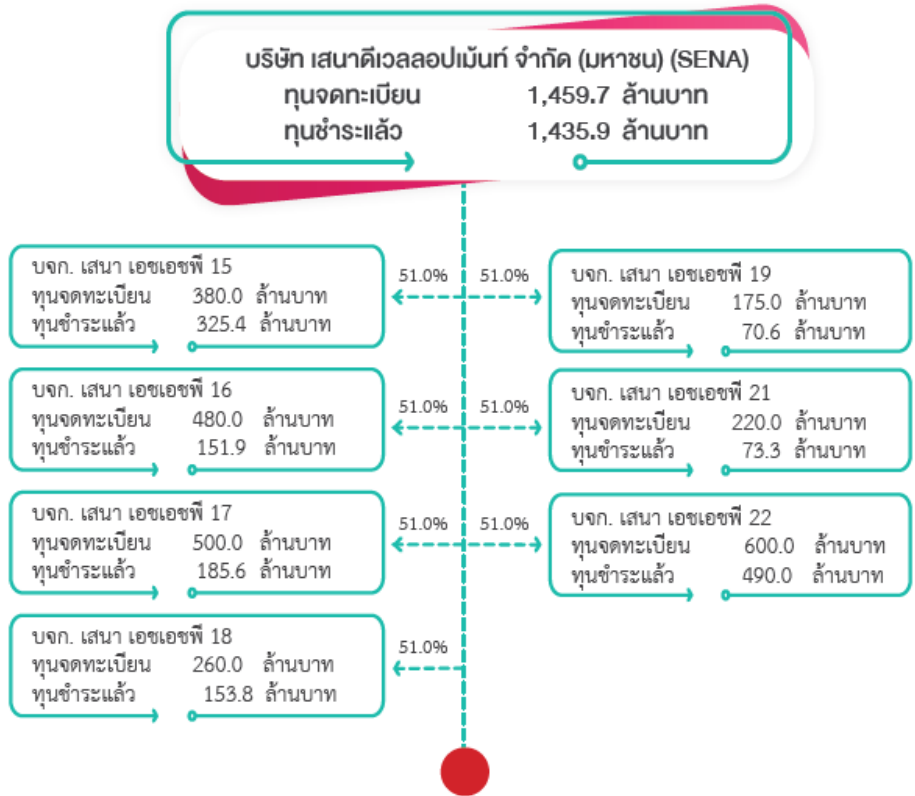 บริษัท เสนาดีเวลลอปเม้นท์ จำกัด (มหาชน) (SENA)
ทุนจดทะเบียน 1,459.7 ล้านบาท
ทุนชำระแล้ว 1,435.9 ล้านบาท
บจก. เสนา เอชเอชพี 15
ทุนจดทะเบียน 380.0 ล้านบาท
ทุนชำระแล้ว 325.4 ล้านบาท
51.0%
51.0%
บจก. เสนา เอชเอชพี 19
ทุนจดทะเบียน 175.0 ล้านบาท
ทุนชำระแล้ว 70.6 ล้านบาท
บจก. เสนา เอชเอชพี 16
ทุนจดทะเบียน 480.0 ล้านบาท
ทุนชำระแล้ว 151.9 ล้านบาท
51.0%
51.0%
บจก. เสนา เอชเอชพี 21
ทุนจดทะเบียน 220.0 ล้านบาท
ทุนชำระแล้ว 73.3 ล้านบาท
บจก. เสนา เอชเอชพี 17
ทุนจดทะเบียน 500.0 ล้านบาท
ทุนชำระแล้ว 185.6 ล้านบาท
51.0%
51.0%
บจก. เสนา เอชเอชพี 22
ทุนจดทะเบียน 600.0 ล้านบาท
ทุนชำระแล้ว 490.0 ล้านบาท
บจก. เสนา เอชเอชพี 18
ทุนจดทะเบียน 260.0 ล้านบาท
ทุนชำระแล้ว 153.8 ล้านบาท
51.0%